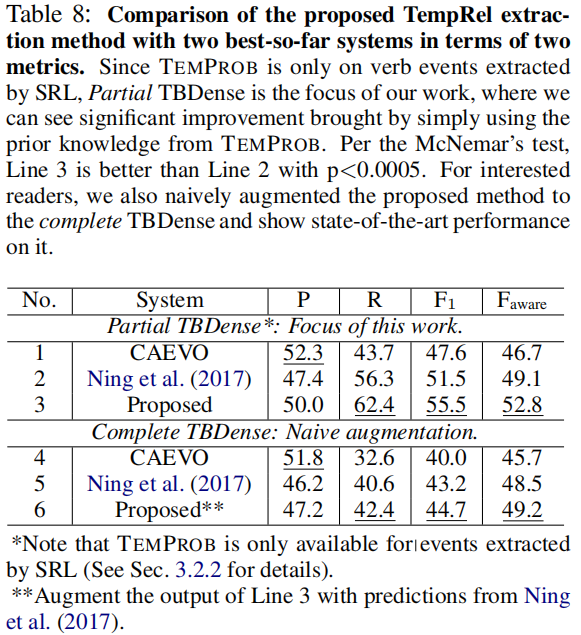 Table 8: Comparison of the proposed TempRel extrac-
tion method with two best-so-far systems in terms of two
metrics. Since TEMPROB is only on verb events extracted
by SRL, Partial TBDense is the focus of our work, where we
can see significant improvement brought by simply using the
prior knowledge from TEMPROB. Per the McNemar's test,
Line 3 is better than Line 2 with p<0.0005. For interested
readers, we also naively augmented the proposed method to
the complete TBDense and show state-of-the-art performance
on it.
No. System P R F1 Faware
Partial TBDense*: Focus of this work.
1 CAEVO 52.3 43.7 47.6 46.7
2 Ning et al. (2017) 47.4 56.3 51.5 49.1
3 Proposed 50.0 62.4 55.5 52.8
Complete TBDense: Naive augmentation.
4 CAEVO 51.8 32.6 40.0 45.7
5 Ning et al. (2017) 46.2 40.6 43.2 48.5
6 Proposed** 47.2 42.4 44.7 49.2
*Note that TEMPROB is only available for events extracted
by SRL (See Sec. 3.2.2 for details).
**Augment the output of Line 3 with predictions from Ning
et al. (2017).